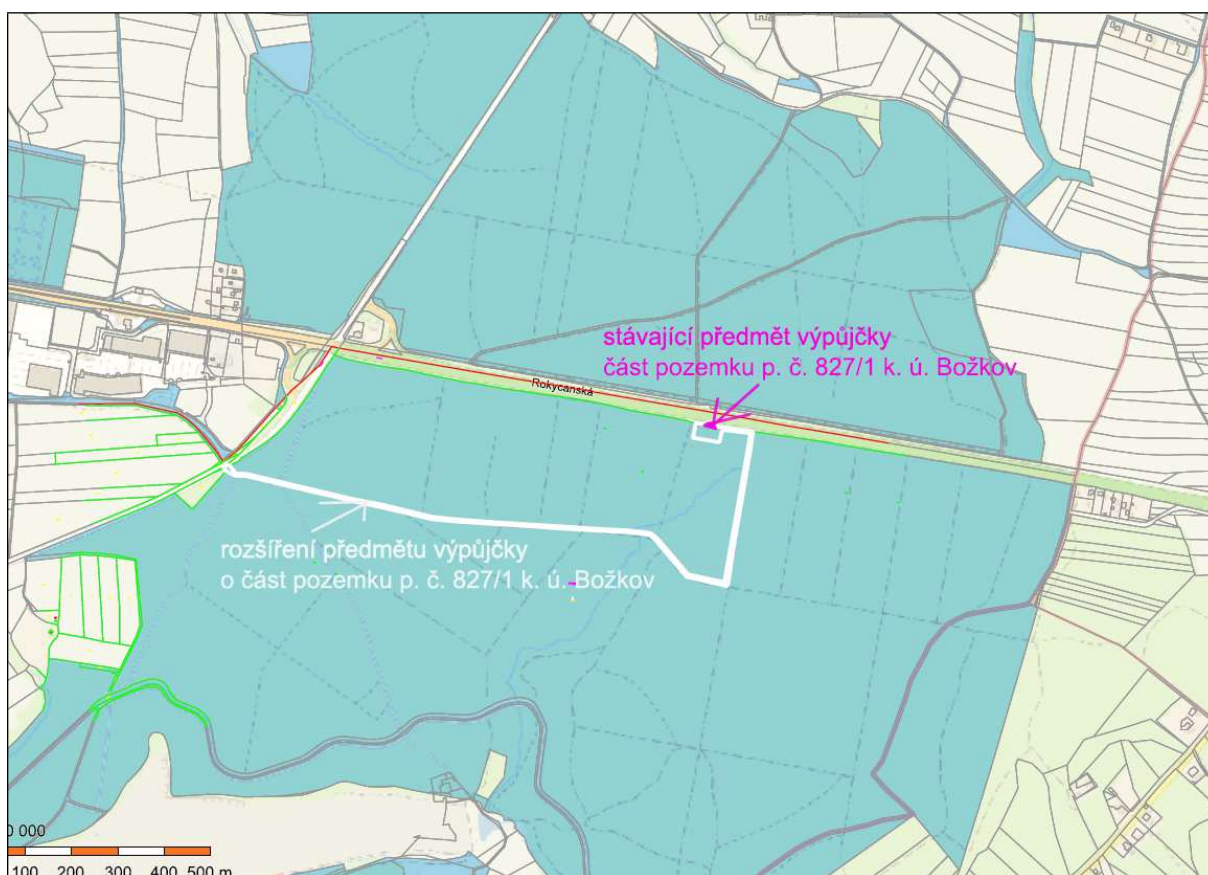 stávající předmět výpůjčky
část pozemku p. č. 827/1 k. ú. Božkov
Rokycanská
rozšíření předmětu výpůjčky
o část pozemku p. č. 827/1 k. ú. Božkov
0 000
100 200 300 400 500 m